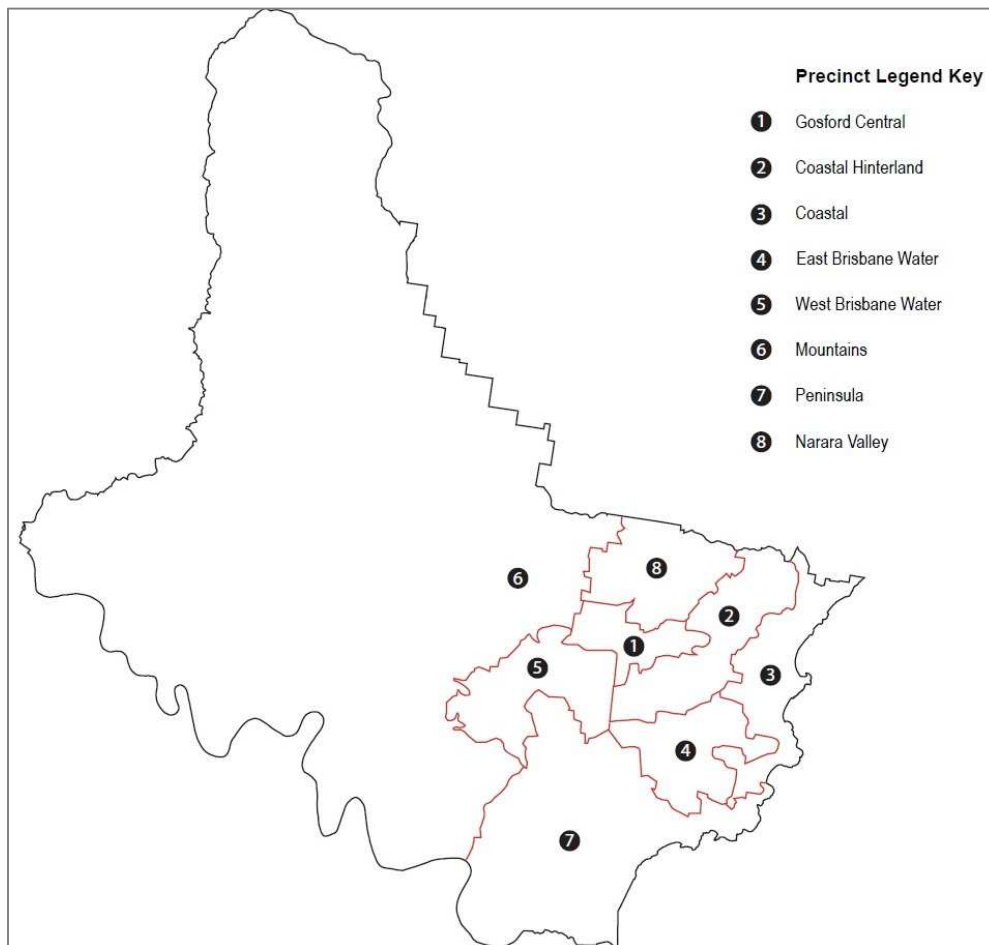 Precinct Legend Key
1 Gosford Central
2 Coastal Hinterland
3 Coastal
4 East Brisbane Water
5 West Brisbane Water
6 Mountains
7 Peninsula
8 Narara Valley
6
8
2
1
5
3
4
7